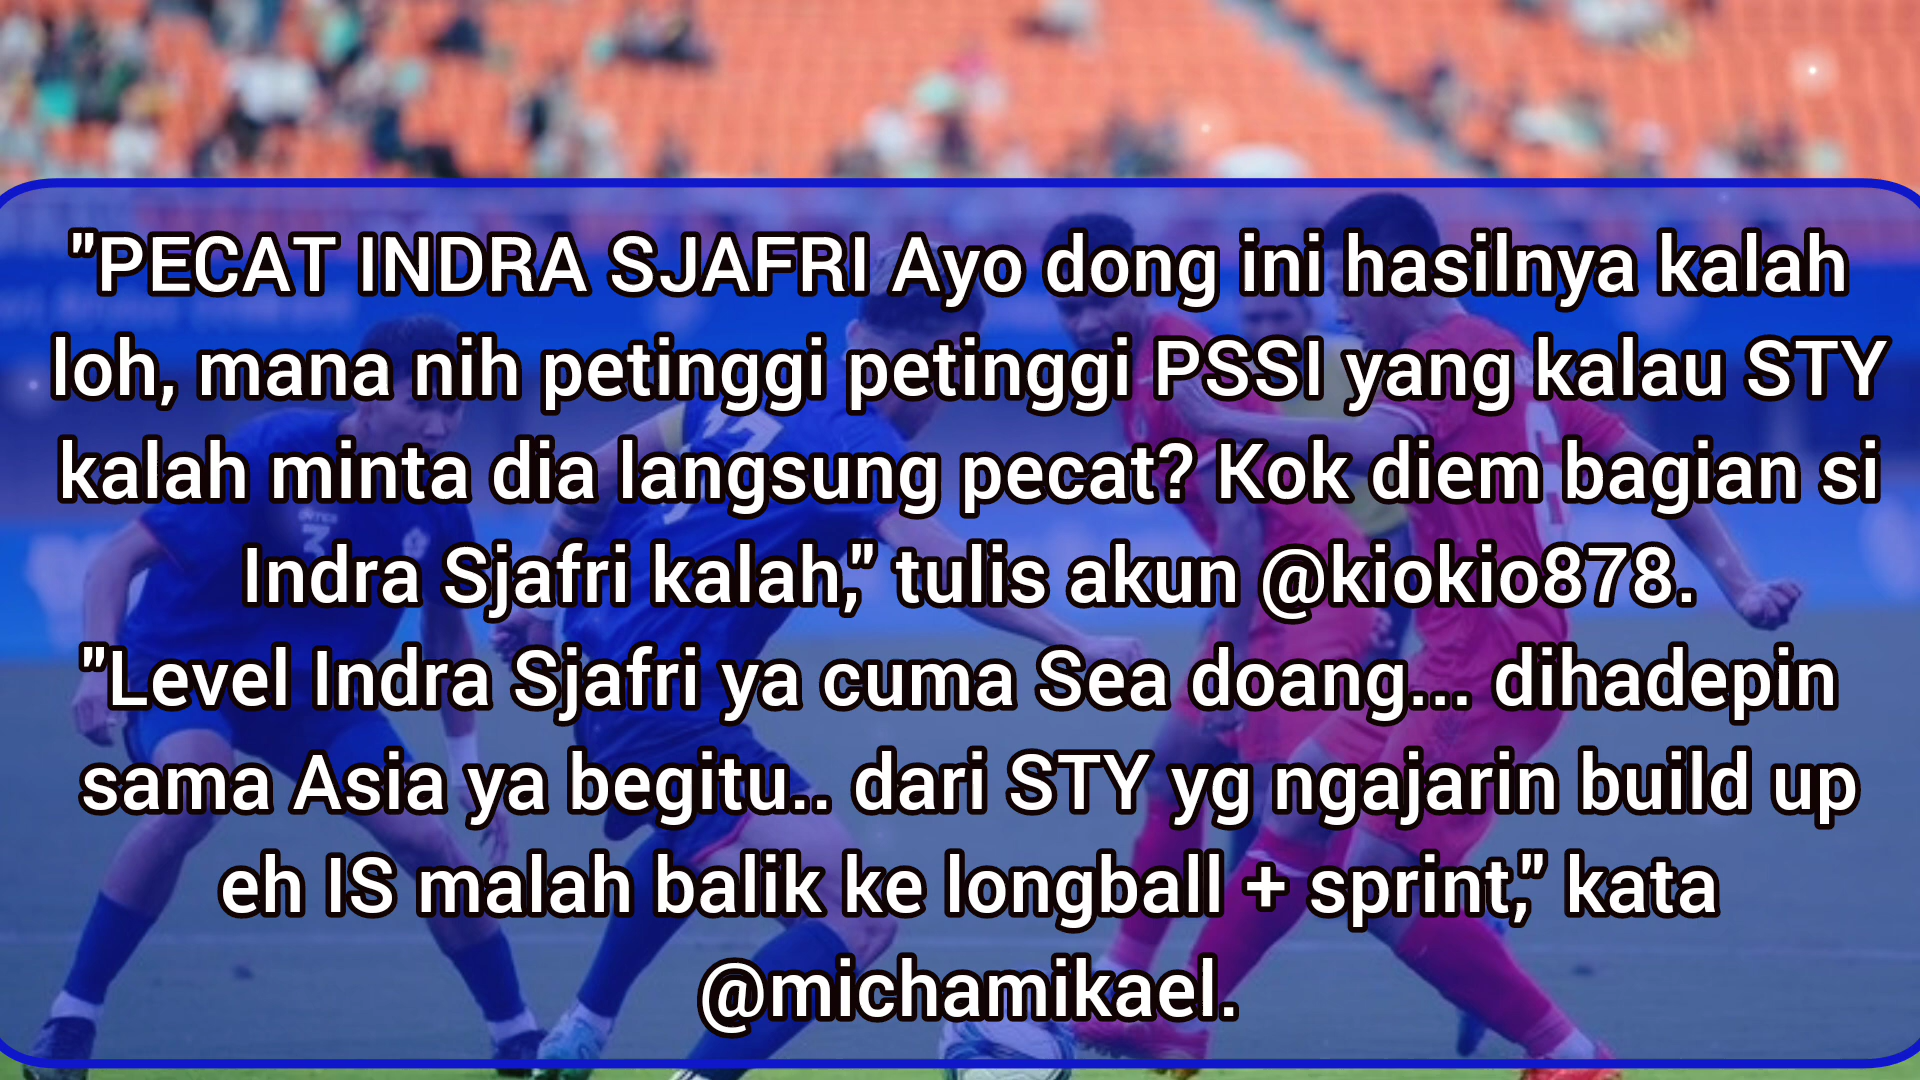 "PECAT INDRA SJAFRI Ayo dong ini hasilnya kalah
loh, mana nih petinggi petinggi PSSI yang kalau STY
kalah minta dia langsung pecat? Kok diem bagian si
Indra Sjafri kalah," tulis akun @kiokio878.
"Level Indra Sjafri ya cuma Sea doang... dihadepin
sama Asia ya begitu.. dari STY yg ngajarin build up
eh IS malah balik ke longball + sprint," kata
@michamikael.
3